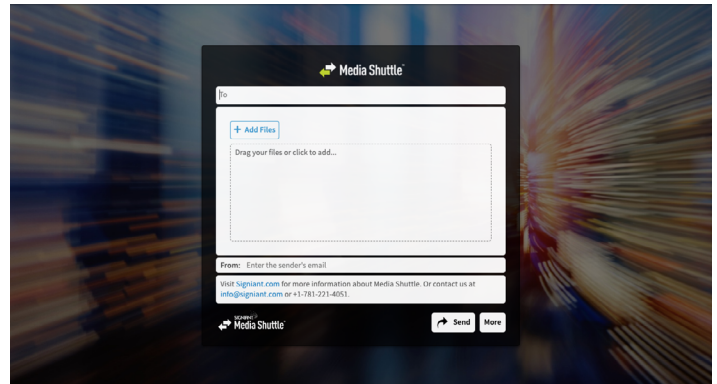 Media Shuttle
To
+ Add Files
Drag your files or click to add...
From: Enter the sender's email
Visit Signiant.com for more information about Media Shuttle. Or contact us at
info@signiant.com or +1-781-221-4051.
SIGNIANT
Media Shuttle
Send
More